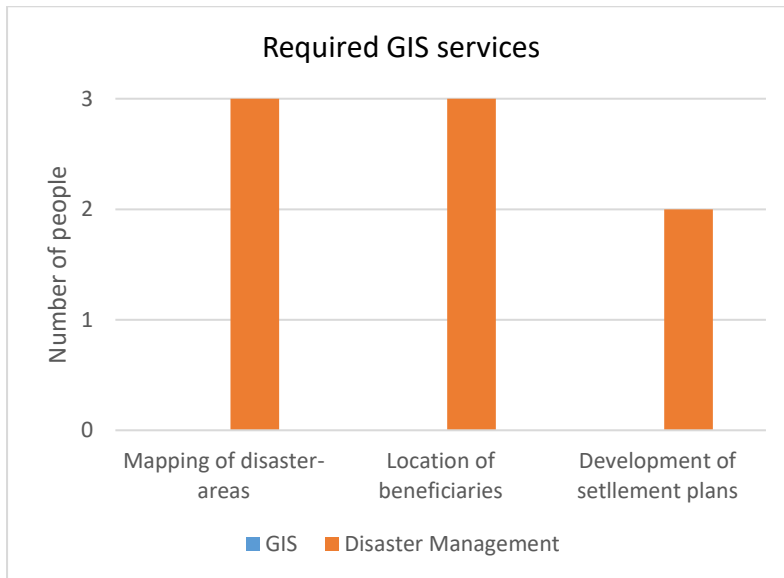 Required GIS services
Number of people
3
2
1
0
Mapping of disaster-
areas
Location of
beneficiaries
Development of
setllement plans
GIS
Disaster Management